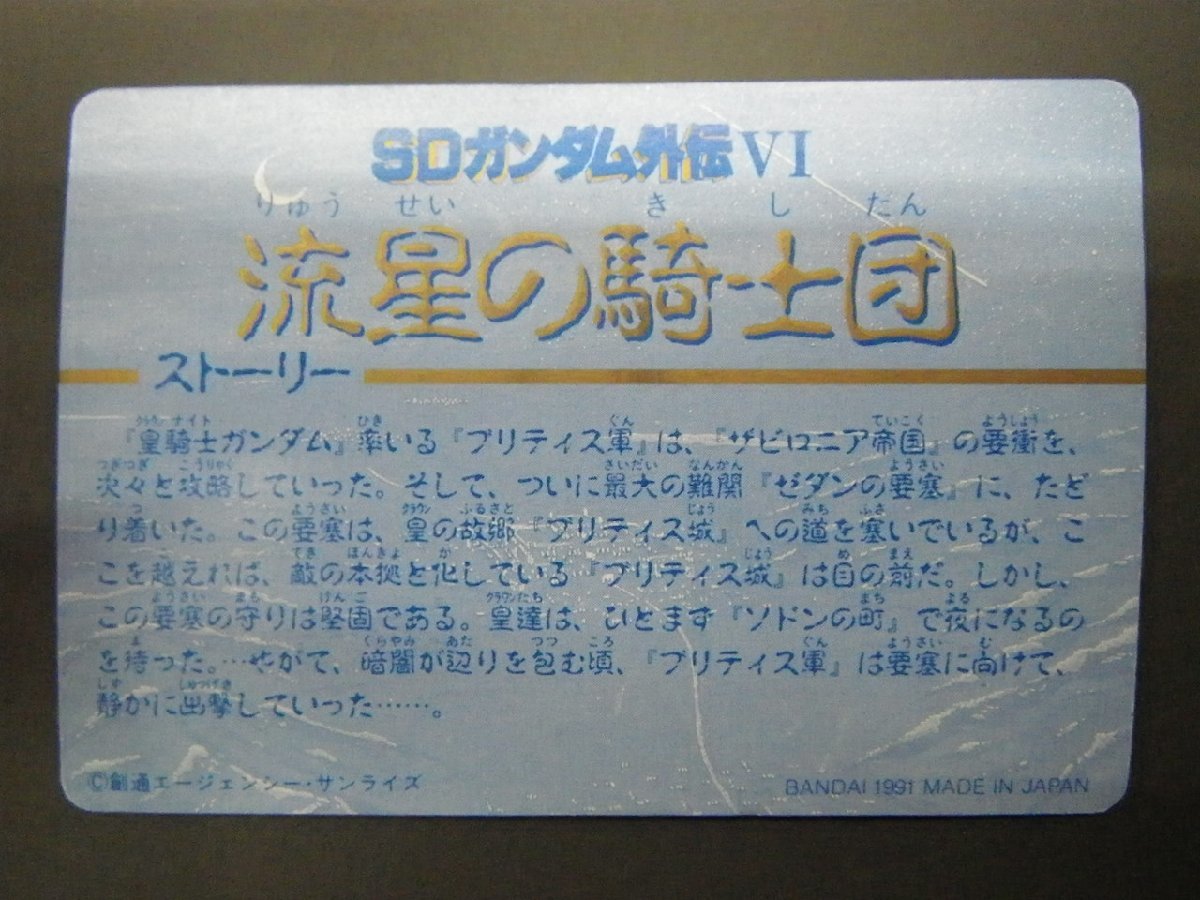 SDガンダム外伝 VI
りゅう せい き し だん
流星の騎士団
ストーリー
『皇騎士ガンダム』率いる『ブリティス軍』は、『ザビロニア帝国』の要衝を、
次々と攻略していった。そして、ついに最大の難関『ゼダンの要塞』に、たど
り着いた。この要塞は、皇の故郷『ブリティス城』への道を塞いでいるが、こ
こを越えれば、敵の本拠と化している『ブリティス城』は目の前だ。しかし、
この要塞の守りは堅固である。皇達は、ひとまず『ソドンの町』で夜になるの
を待った。…やがて、暗闇が辺りを包む頃、『ブリティス軍』は要塞に向けて、
静かに出撃していった……。
©創通エージェンシー・サンライズ
BANDAI 1991 MADE IN JAPAN